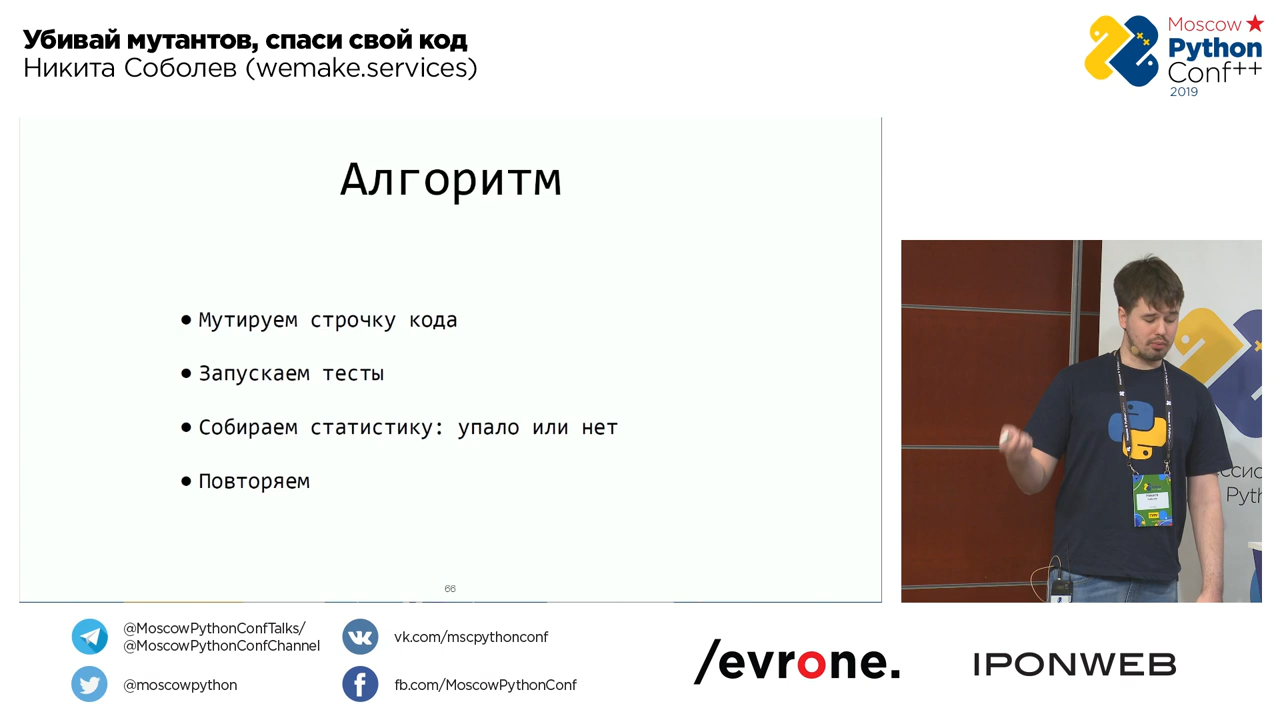 Убивай мутантов, спаси свой код
Никита Соболев (wemake.services)
Moscow
Python
Conf++
2019
Алгоритм
Мутируем строчку кода
Запускаем тесты
Собираем статистику: упало или нет
Повторяем
66
Pyth
@MoscowPythonConfTalks/
@MoscowPythonConfChannel
vk.com/mscpythonconf
@moscowpython
fb.com/MoscowPythonConf
/evrone.
IPONWEB